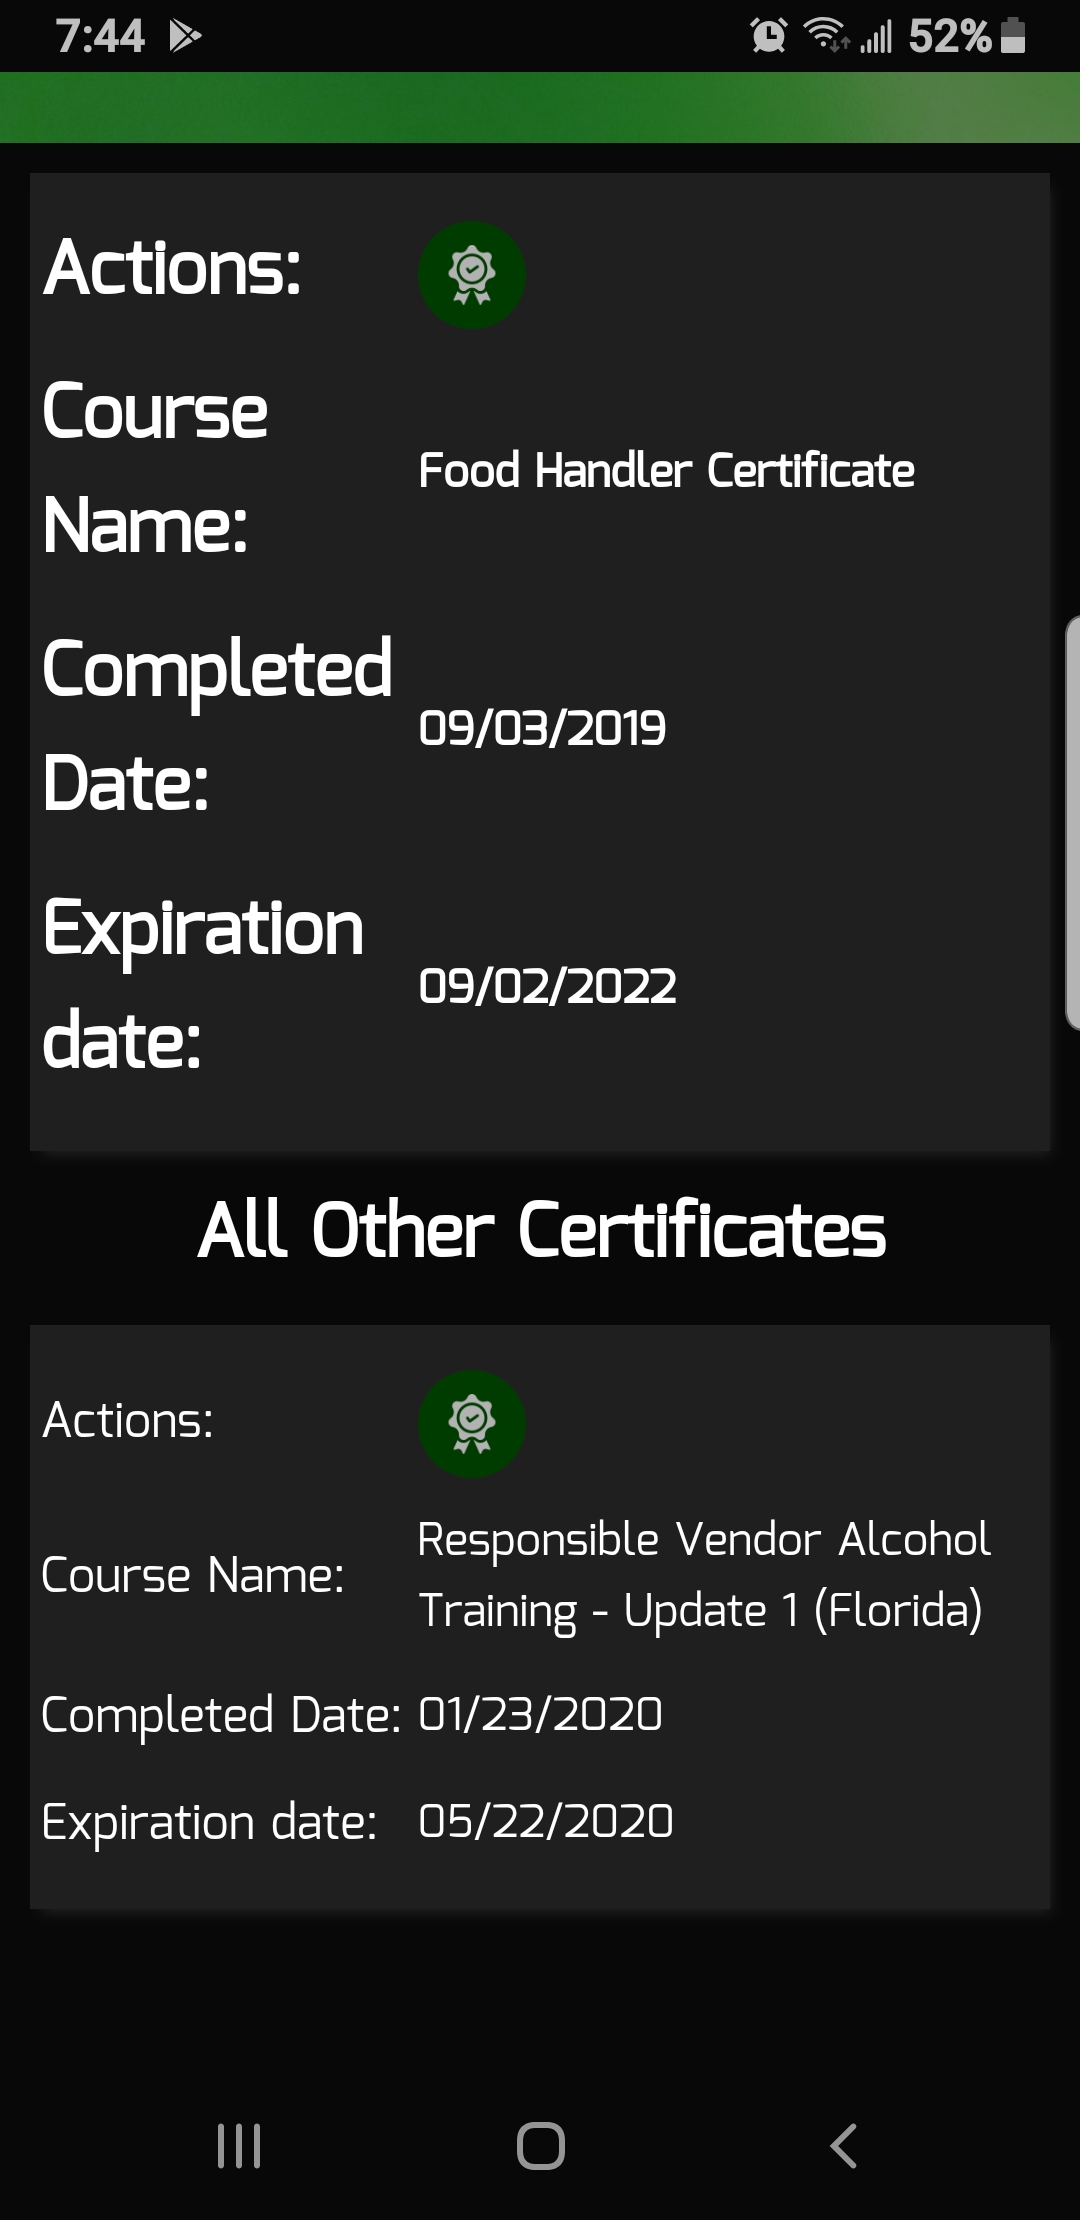 7:44 52%
Actions:
Course
Name:
Food Handler Certificate
Completed
Date:
09/03/2019
Expiration
date:
09/02/2022
All Other Certificates
Actions:
Course Name:
Responsible Vendor Alcohol
Training - Update 1 (Florida)
Completed Date: 01/23/2020
Expiration date: 05/22/2020